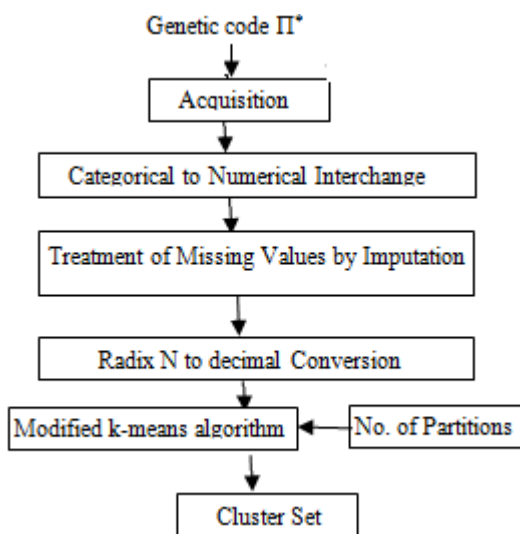 Genetic code Π*
Acquisition
Categorical to Numerical Interchange
Treatment of Missing Values by Imputation
Radix N to decimal Conversion
Modified k-means algorithm
No. of Partitions
Cluster Set